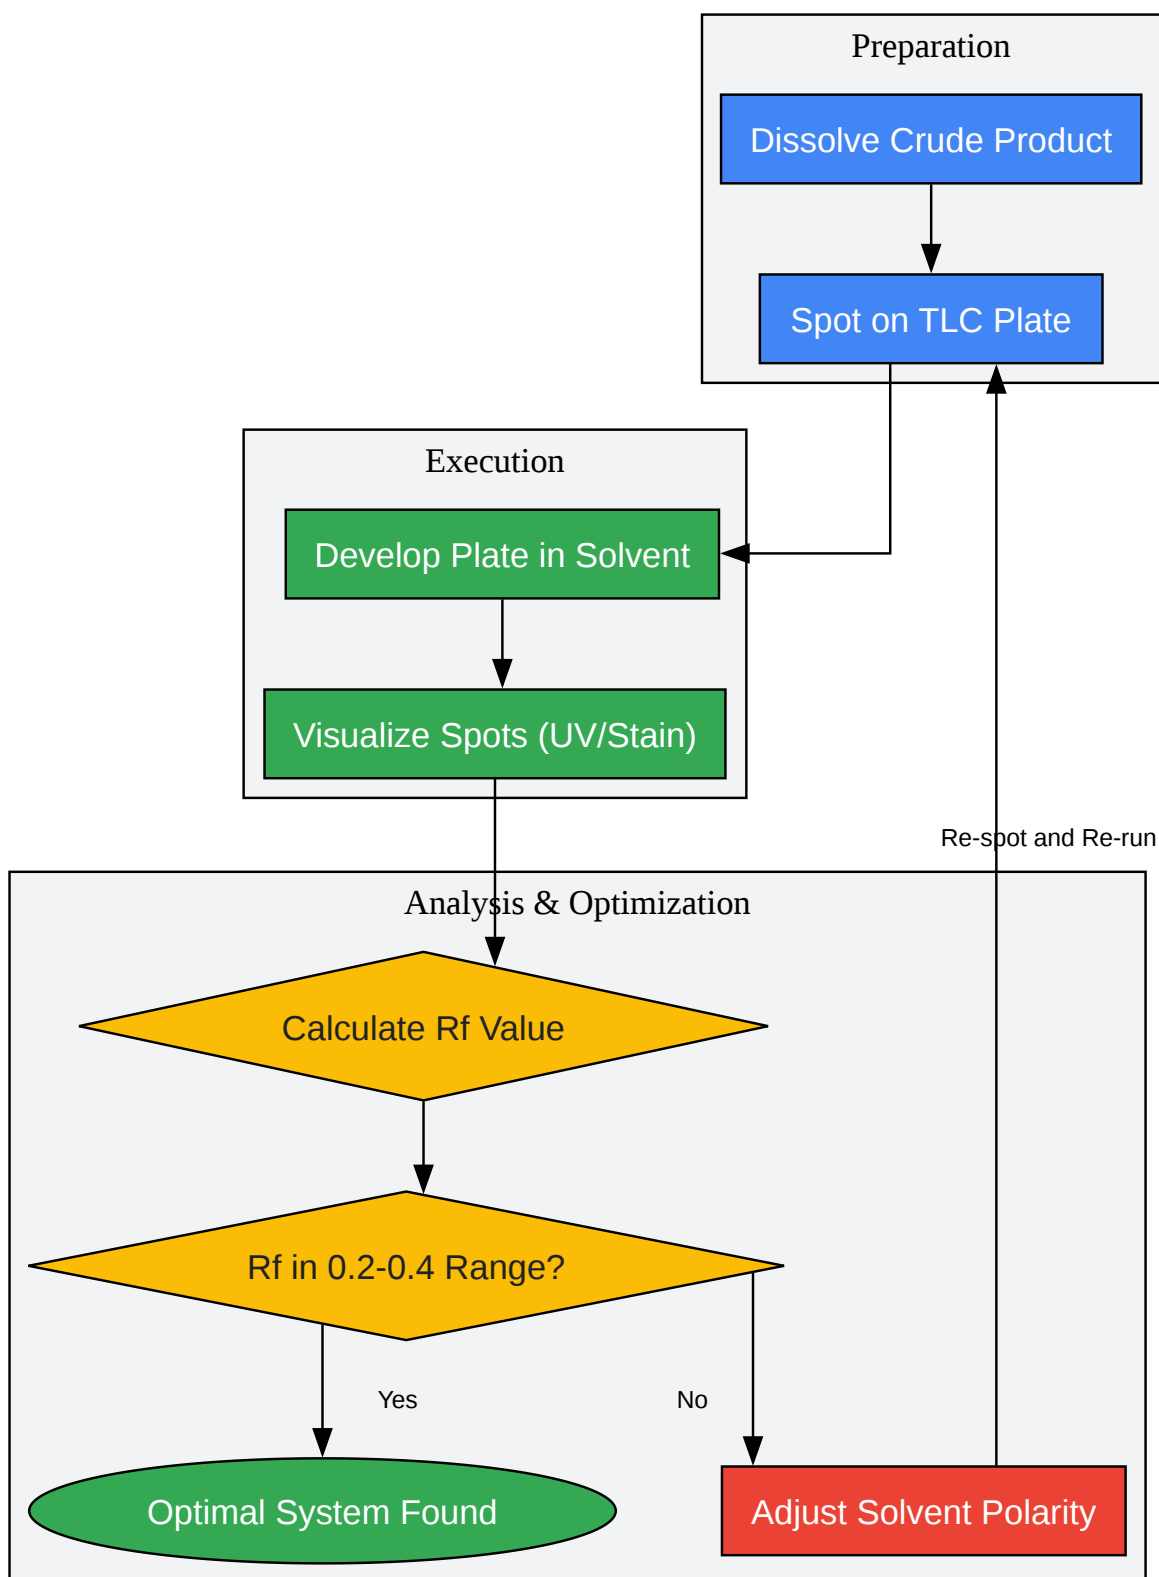 Preparation
Dissolve Crude Product
Spot on TLC Plate
Execution
Develop Plate in Solvent
Visualize Spots (UV/Stain)
Re-spot and Re-run
Analysis & Optimization
Calculate Rf Value
Rf in 0.2-0.4 Range?
Yes
No
Optimal System Found
Adjust Solvent Polarity